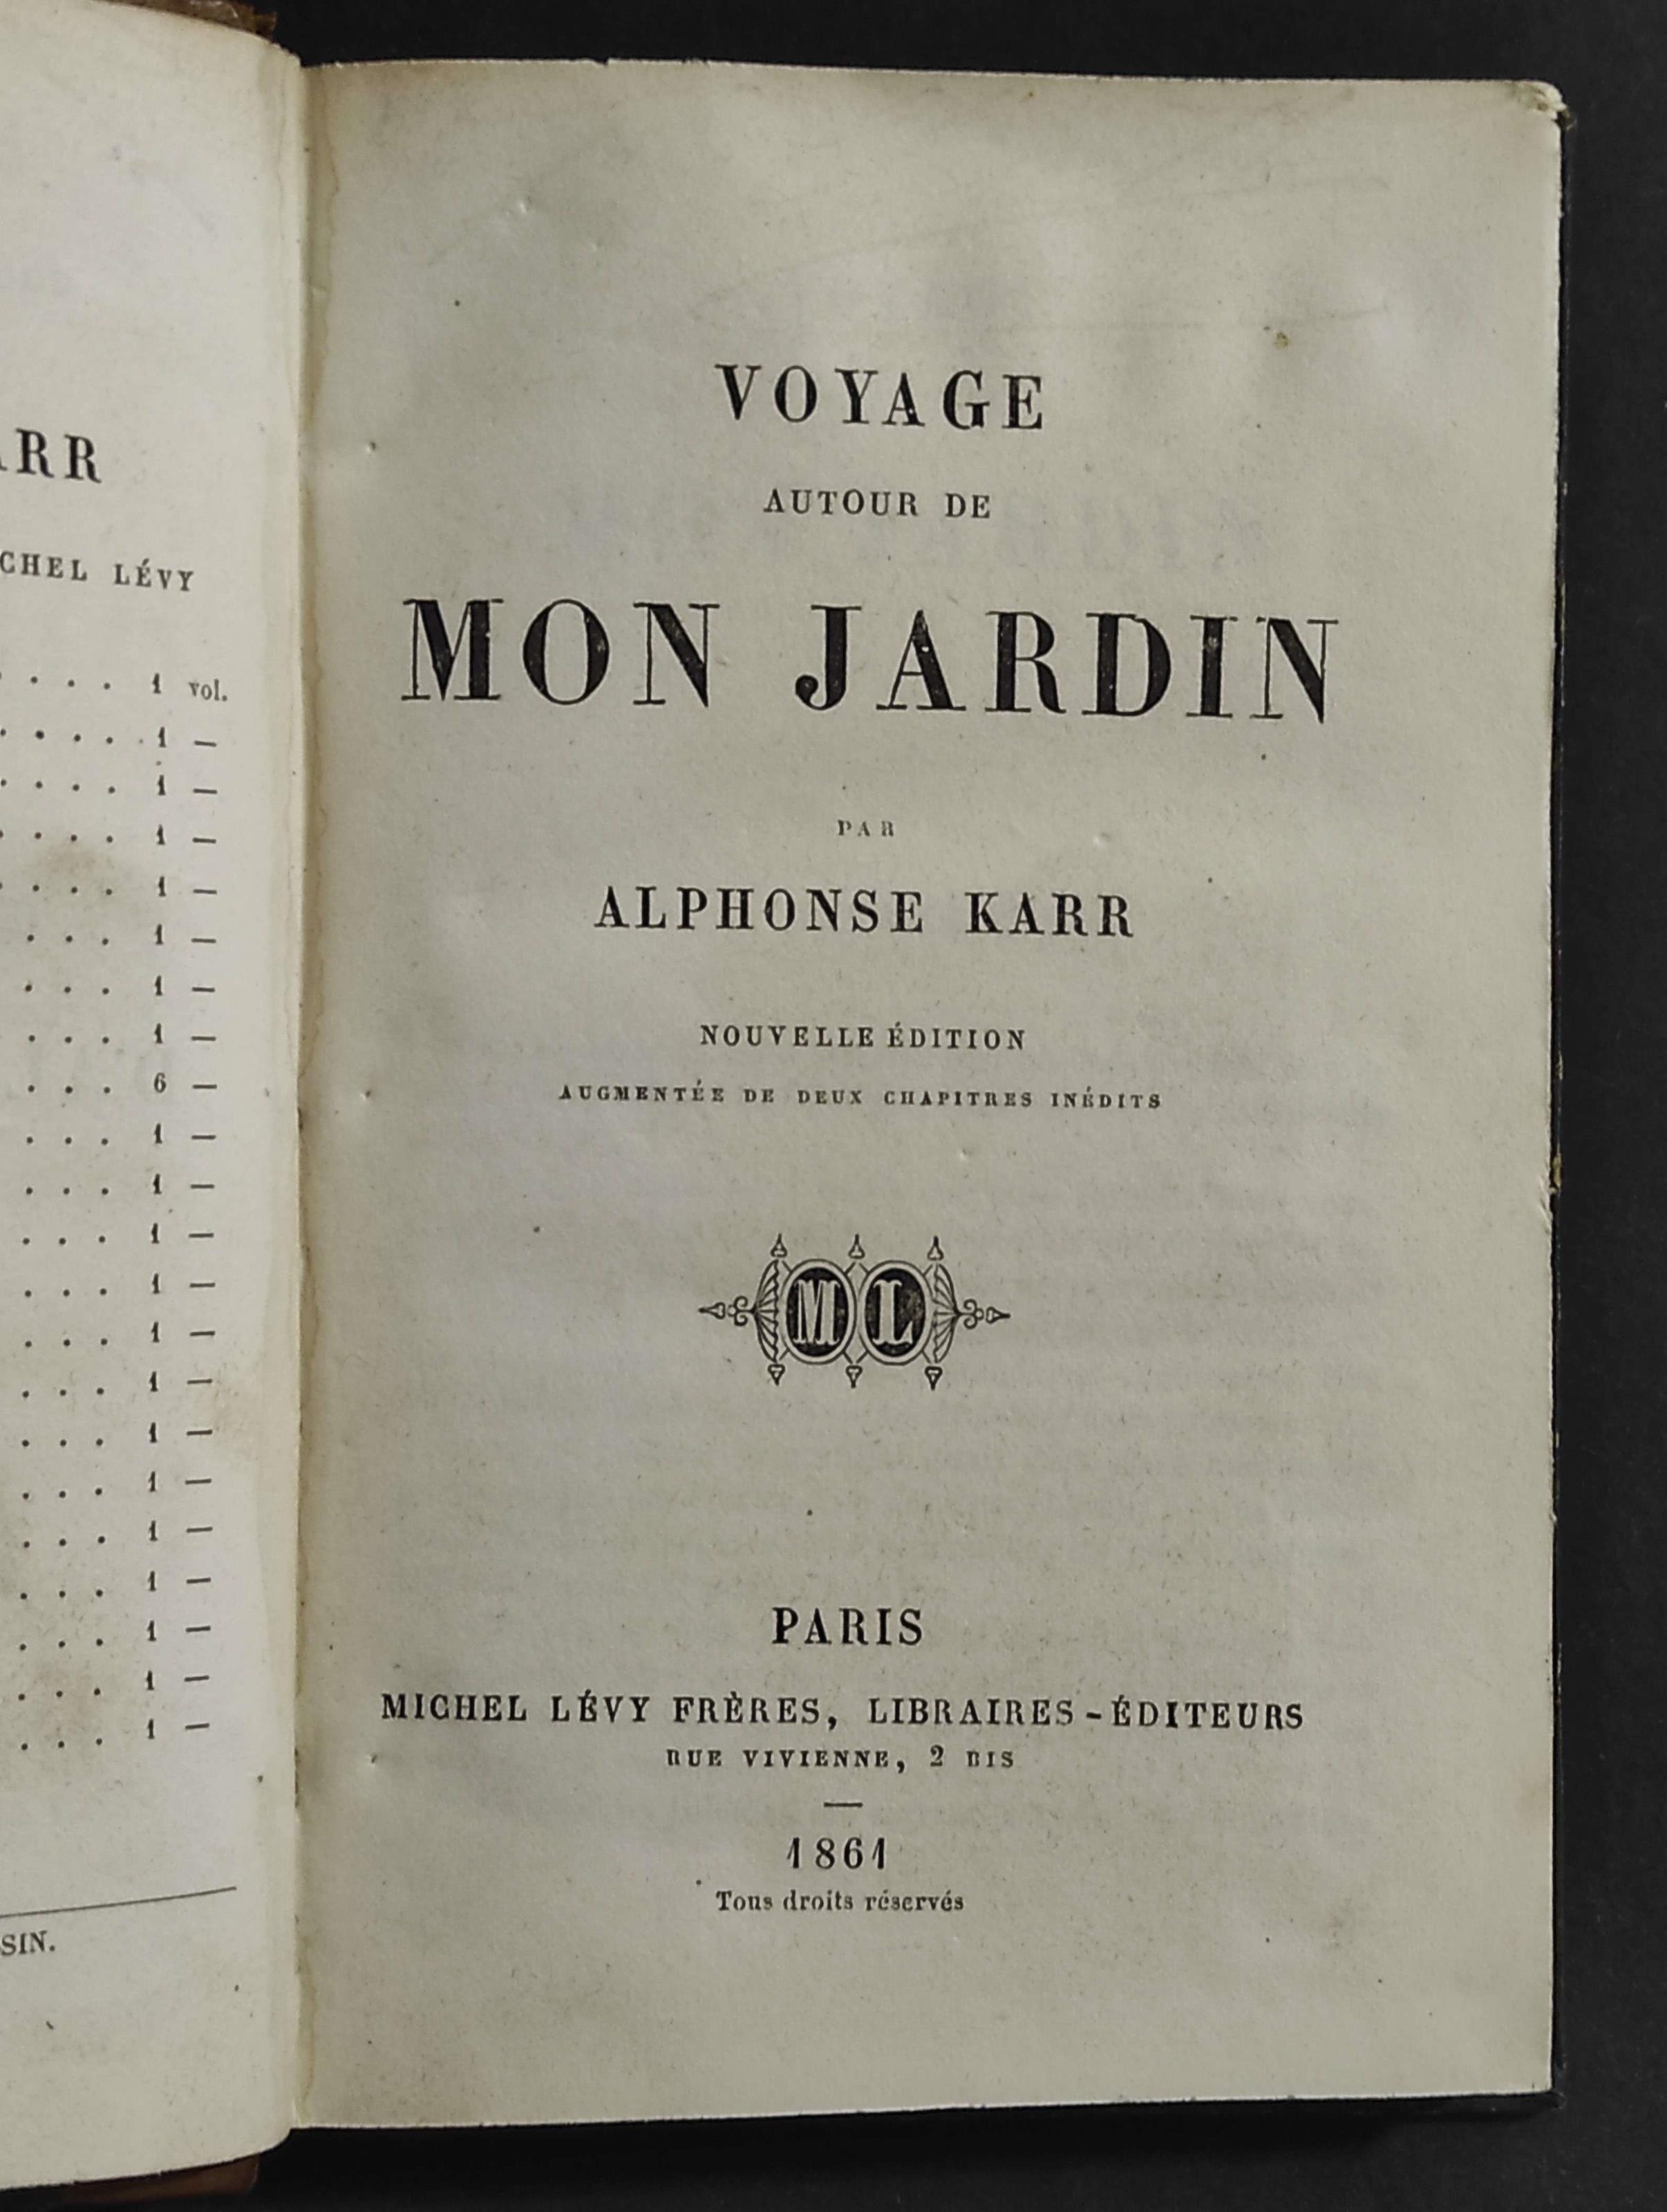 RR
CHEL LÉVY
. . . . 1 vol.
. . . . 1 —
. . . . 1 —
. . . . 1 —
. . . . 1 —
. . . 1 —
. . . 1 —
. . . 1 —
. . . 6 —
. . . 1 —
. . . 1 —
. . . 1 —
. . . 1 —
. . . 1 —
. . . 1 —
. . . 1 —
. . . 1 —
. . . 1 —
. . . 1 —
. . . 1 —
. . . 1 —
. . . 1 —
SIN.
VOYAGE
AUTOUR DE
MON JARDIN
PAR
ALPHONSE KARR
NOUVELLE ÉDITION
AUGMENTÉE DE DEUX CHAPITRES INÉDITS
ML
PARIS
MICHEL LÉVY FRÈRES, LIBRAIRES-ÉDITEURS
RUE VIVIENNE, 2 BIS
—
1861
Tous droits réservés